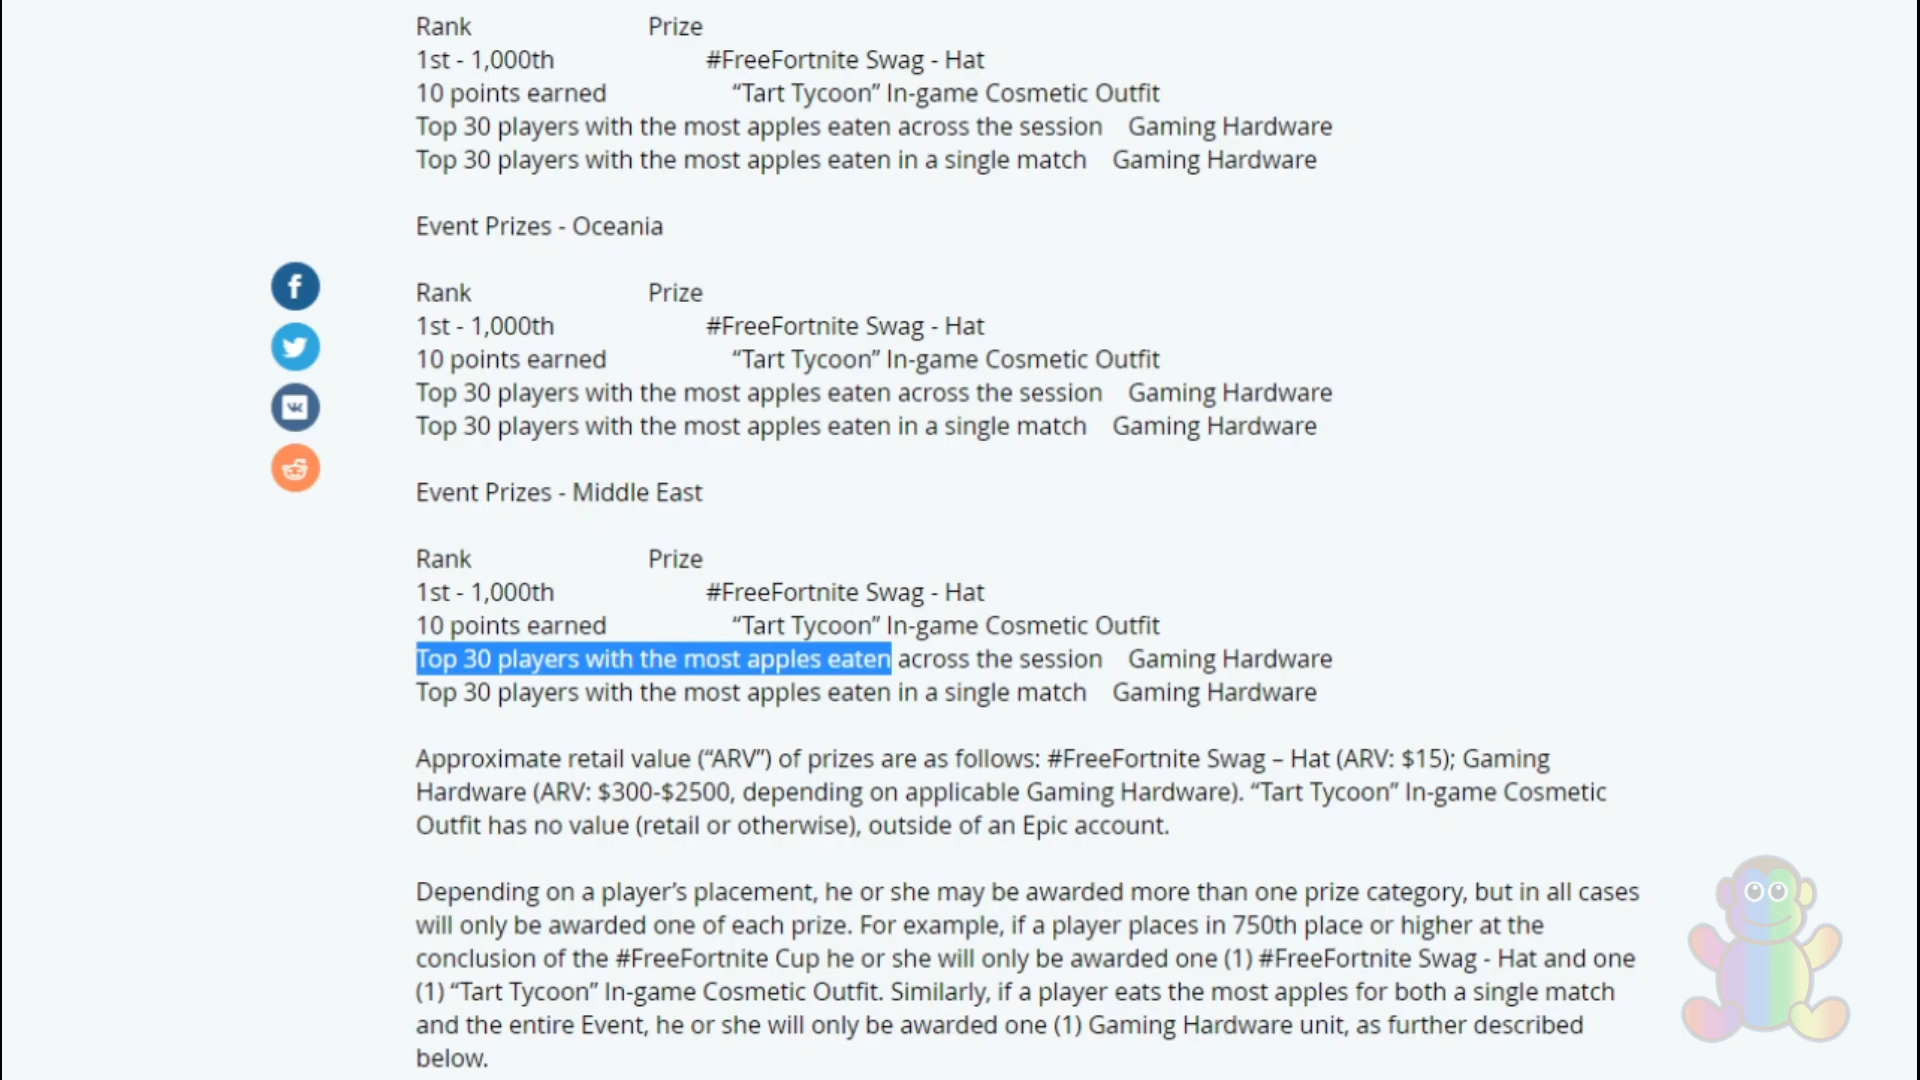 Rank Prize
1st - 1,000th #FreeFortnite Swag - Hat
10 points earned “Tart Tycoon” In-game Cosmetic Outfit
Top 30 players with the most apples eaten across the session Gaming Hardware
Top 30 players with the most apples eaten in a single match Gaming Hardware
Event Prizes - Oceania
Rank Prize
1st - 1,000th #FreeFortnite Swag - Hat
10 points earned “Tart Tycoon” In-game Cosmetic Outfit
Top 30 players with the most apples eaten across the session Gaming Hardware
Top 30 players with the most apples eaten in a single match Gaming Hardware
Event Prizes - Middle East
Rank Prize
1st - 1,000th #FreeFortnite Swag - Hat
10 points earned “Tart Tycoon” In-game Cosmetic Outfit
Top 30 players with the most apples eaten across the session Gaming Hardware
Top 30 players with the most apples eaten in a single match Gaming Hardware
Approximate retail value (“ARV”) of prizes are as follows: #FreeFortnite Swag – Hat (ARV: $15); Gaming
Hardware (ARV: $300-$2500, depending on applicable Gaming Hardware). “Tart Tycoon” In-game Cosmetic
Outfit has no value (retail or otherwise), outside of an Epic account.
Depending on a player’s placement, he or she may be awarded more than one prize category, but in all cases
will only be awarded one of each prize. For example, if a player places in 750th place or higher at the
conclusion of the #FreeFortnite Cup he or she will only be awarded one (1) #FreeFortnite Swag - Hat and one
(1) “Tart Tycoon” In-game Cosmetic Outfit. Similarly, if a player eats the most apples for both a single match
and the entire Event, he or she will only be awarded one (1) Gaming Hardware unit, as further described
below.